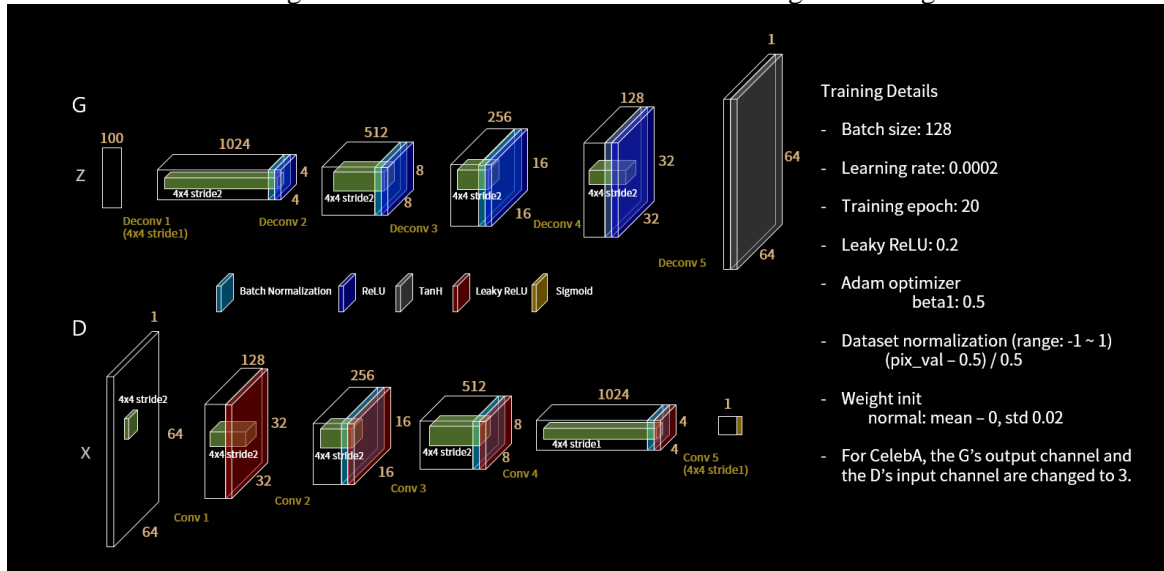 G
Z
100
1024
4
4
4x4 stride2
Deconv 1
(4x4 stride1)
Deconv 2
512
8
8
4x4 stride2
Deconv 3
256
16
16
4x4 stride2
Deconv 4
128
32
32
4x4 stride2
Deconv 5
1
64
64
Batch Normalization
ReLU
TanH
Leaky ReLU
Sigmoid
D
X
1
4x4 stride2
64
64
Conv 1
128
32
32
4x4 stride2
Conv 2
256
16
16
4x4 stride2
Conv 3
512
8
8
4x4 stride2
Conv 4
1024
4
4
4x4 stride1
Conv 5
(4x4 stride1)
1
Training Details
- Batch size: 128
- Learning rate: 0.0002
- Training epoch: 20
- Leaky ReLU: 0.2
- Adam optimizer
beta1: 0.5
- Dataset normalization (range: -1 ~ 1)
(pix_val – 0.5) / 0.5
- Weight init
normal: mean – 0, std 0.02
- For CelebA, the G's output channel and
the D's input channel are changed to 3.